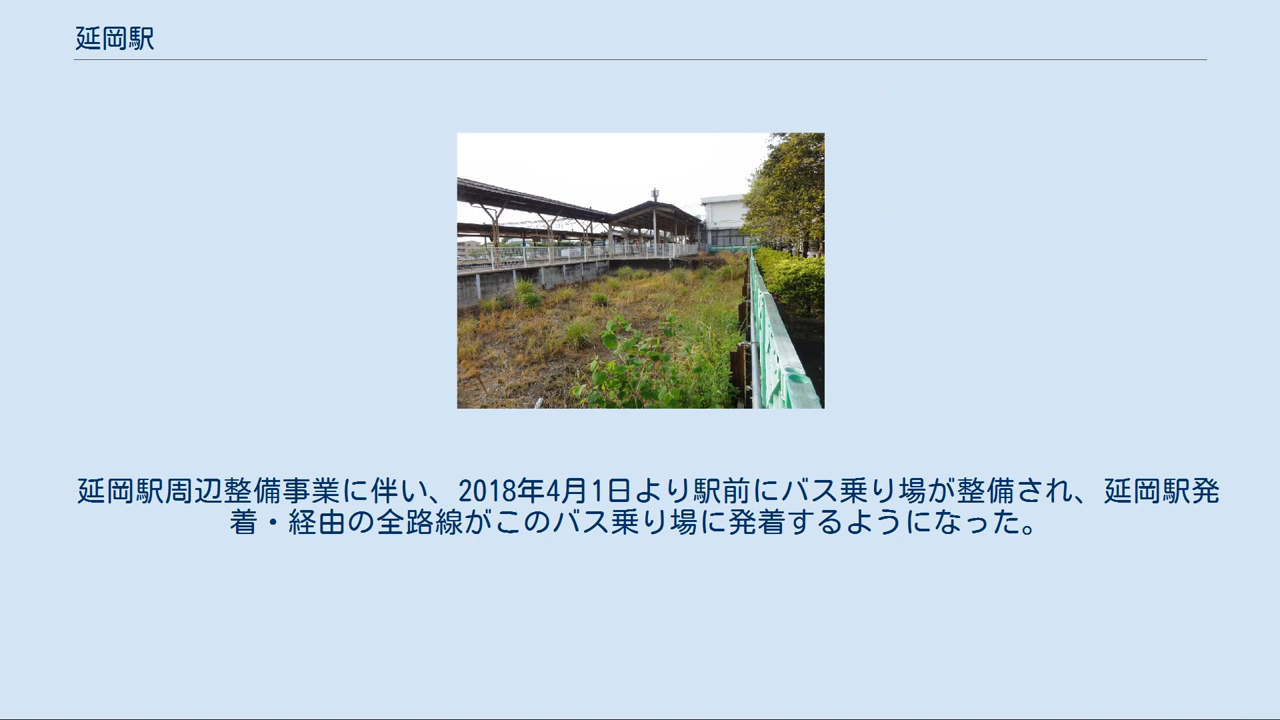 延岡駅
延岡駅周辺整備事業に伴い、2018年4月1日より駅前にバス乗り場が整備され、延岡駅発
着・経由の全路線がこのバス乗り場に発着するようになった。